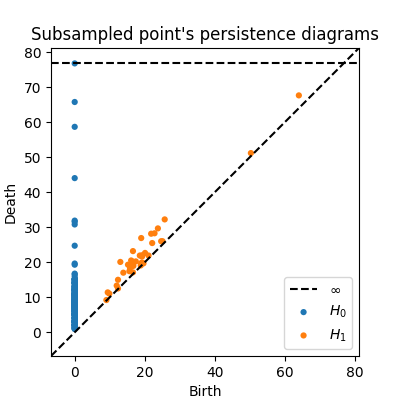 Subsampled point's persistence diagrams
80
70
60
50
40
30
20
10
0
Death
0 20 40 60 80
Birth
∞
H₀
H₁